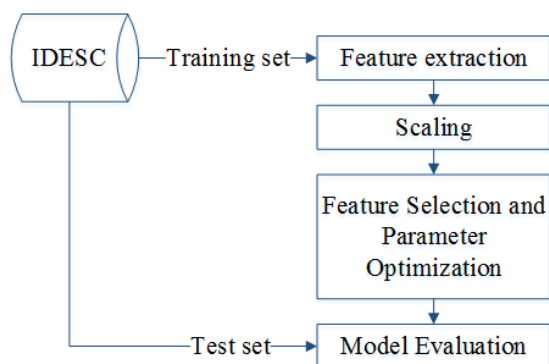 IDESC
Training set
Feature extraction
Scaling
Feature Selection and
Parameter
Optimization
Test set
Model Evaluation